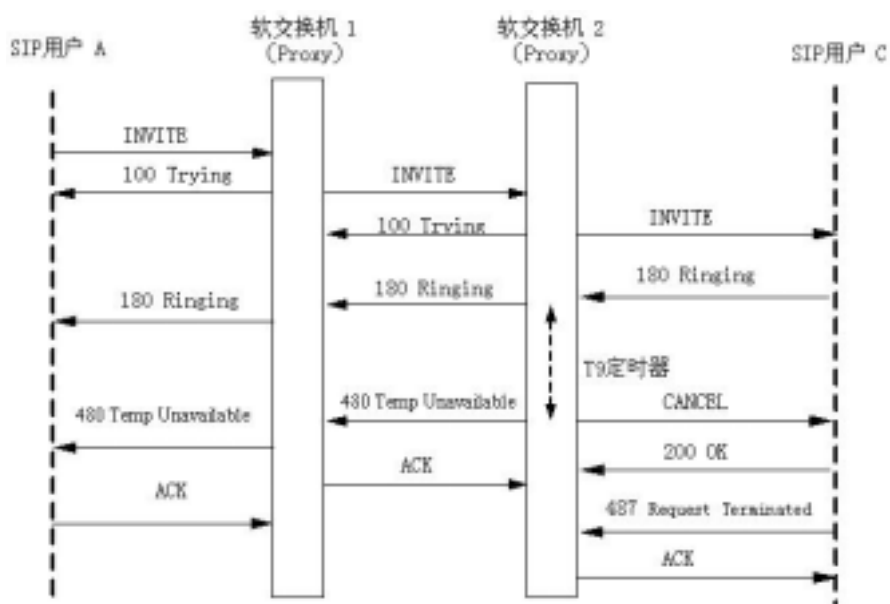 SIP用户 A
软交换机 1
(Proxy)
软交换机 2
(Proxy)
SIP用户 C
INVITE
100 Trying
INVITE
100 Trying
INVITE
180 Ringing
180 Ringing
180 Ringing
T9定时器
480 Temp Unavailable
CANCEL
480 Temp Unavailable
200 OK
ACK
ACK
487 Request Terminated
ACK